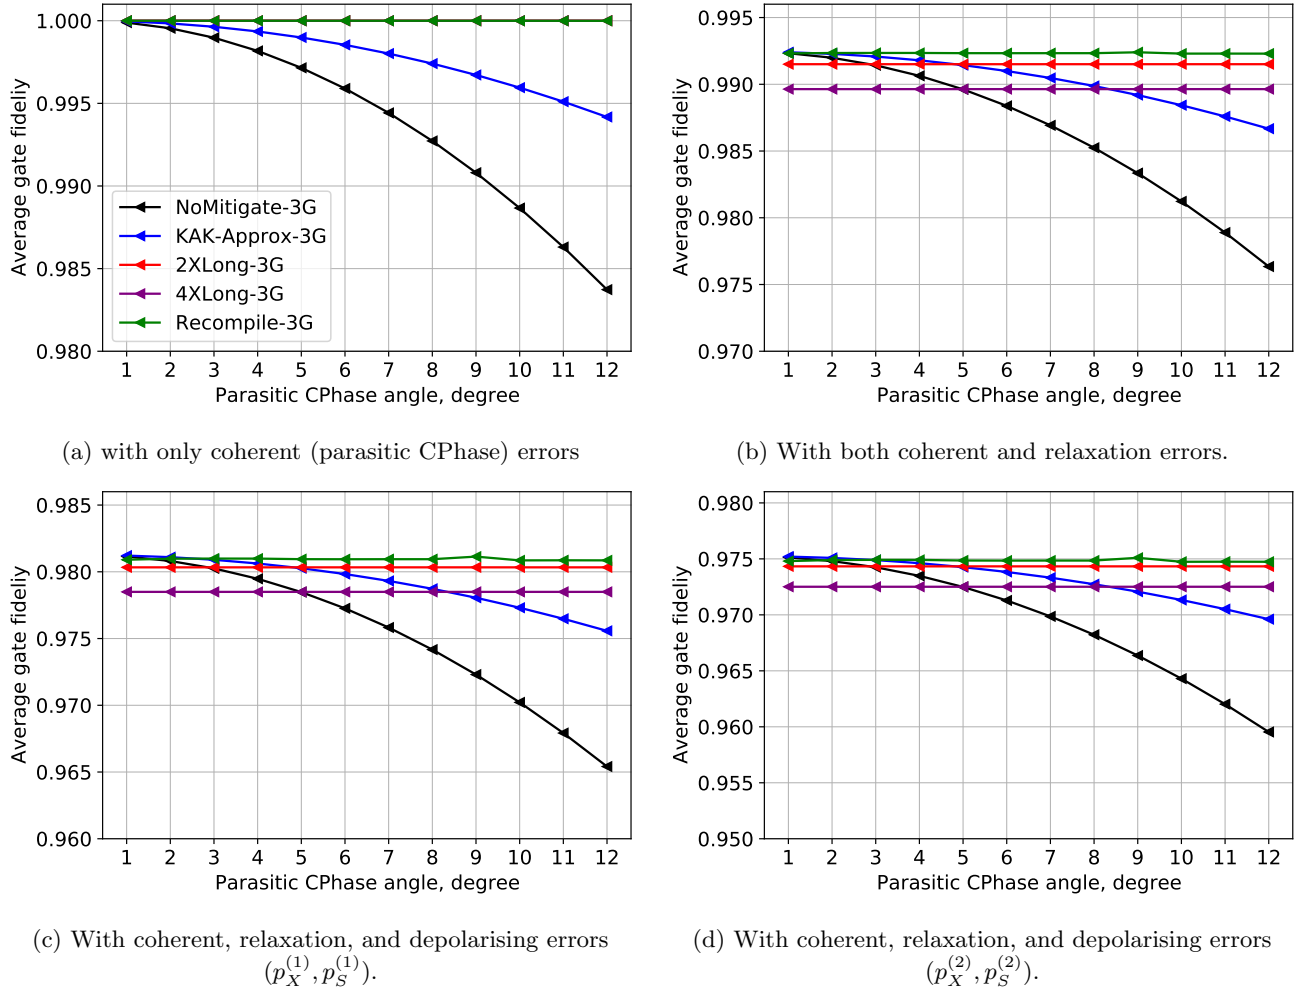 1.000
0.995
0.990
0.985
0.980
Average gate fideliy
NoMitigate-3G
KAK-Approx-3G
2XLong-3G
4XLong-3G
Recompile-3G
1 2 3 4 5 6 7 8 9 10 11 12
Parasitic CPhase angle, degree
(a) with only coherent (parasitic CPhase) errors
0.995
0.990
0.985
0.980
0.975
0.970
Average gate fideliy
1 2 3 4 5 6 7 8 9 10 11 12
Parasitic CPhase angle, degree
(b) With both coherent and relaxation errors.
0.985
0.980
0.975
0.970
0.965
0.960
Average gate fideliy
1 2 3 4 5 6 7 8 9 10 11 12
Parasitic CPhase angle, degree
(c) With coherent, relaxation, and depolarising errors
(p_X^{(1)}, p_S^{(1)}).
0.980
0.975
0.970
0.965
0.960
0.955
0.950
Average gate fideliy
1 2 3 4 5 6 7 8 9 10 11 12
Parasitic CPhase angle, degree
(d) With coherent, relaxation, and depolarising errors
(p_X^{(2)}, p_S^{(2)}).